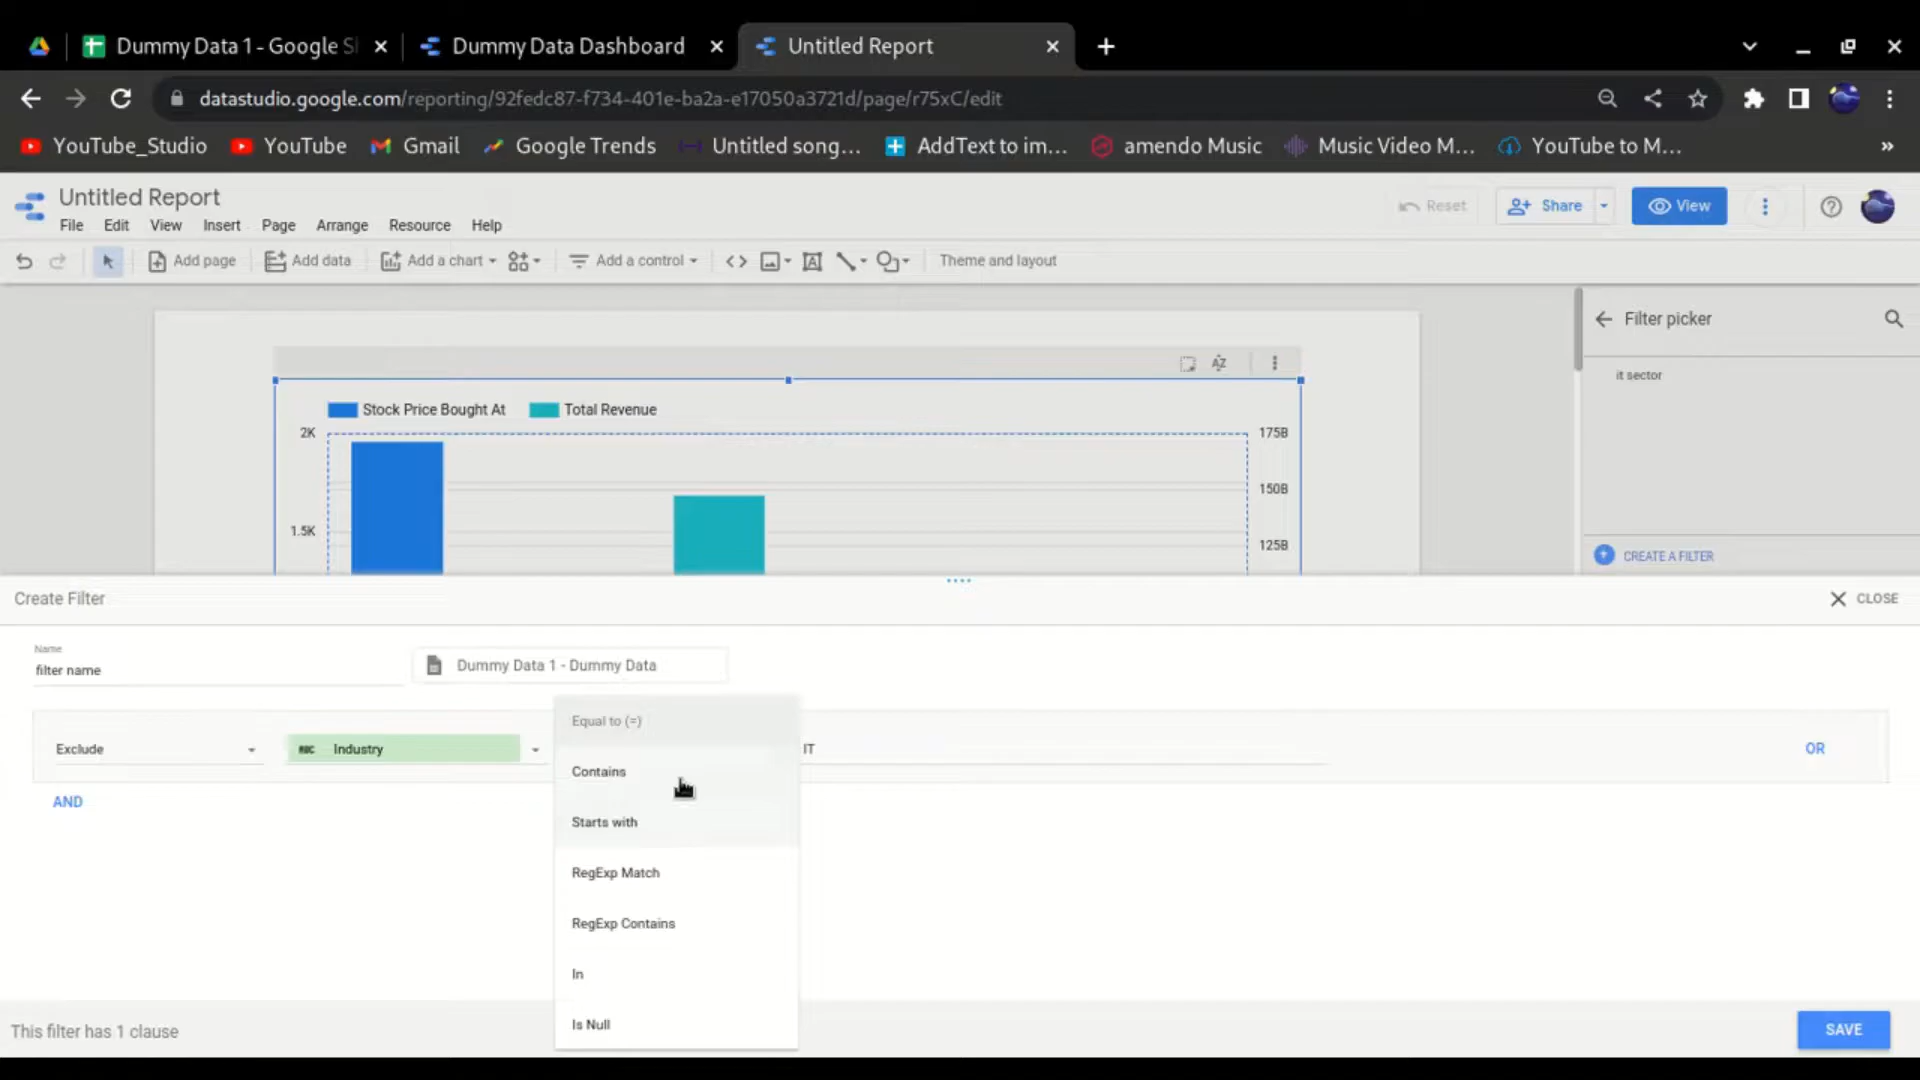 Dummy Data 1 - Google Sl
Dummy Data Dashboard
Untitled Report
datastudio.google.com/reporting/92fedc87-f734-401e-ba2a-e17050a3721d/page/r75xC/edit
YouTube_Studio
YouTube
Gmail
Google Trends
Untitled song...
AddText to im...
amendo Music
Music Video M...
YouTube to M...
Untitled Report
File Edit View Insert Page Arrange Resource Help
Reset
Share
View
Add page
Add data
Add a chart
Add a control
Theme and layout
Filter picker
it sector
CREATE A FILTER
Stock Price Bought At
Total Revenue
2K
1.5K
175B
150B
125B
Create Filter
CLOSE
Name
filter name
Dummy Data 1 - Dummy Data
Exclude
ABC Industry
IT
OR
AND
Equal to (=)
Contains
Starts with
RegExp Match
RegExp Contains
In
Is Null
This filter has 1 clause
SAVE